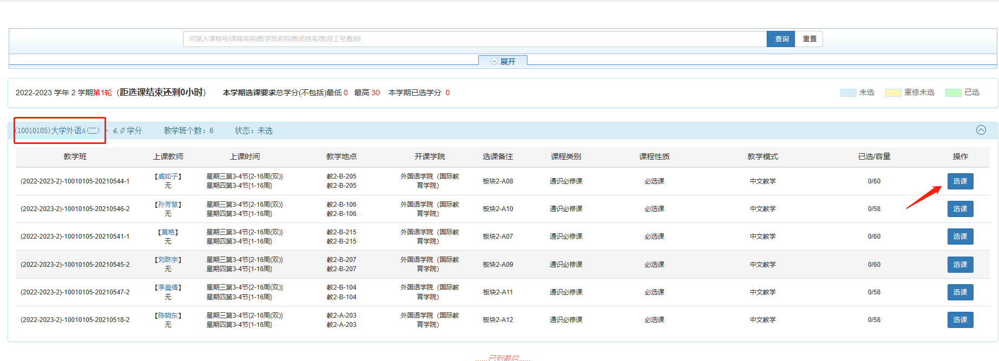 可输入课程号/课程名称/教学班名称/教师姓名/教师工号查询! 查询 重置
展开
2022-2023 学年 2 学期第1轮（距选课结束还剩0小时） 本学期选课要求总学分(不包括)最低 0 最高 30 本学期已选学分 0 未选 重修未选 已选
(10010105)大学外语A(二) - 4.0 学分 教学班个数：6 状态：未选
教学班 上课教师 上课时间 教学地点 开课学院 选课备注 课程类别 课程性质 教学模式 已选/容量 操作
(2022-2023-2)-10010105-20210544-1 【虞如子】 星期三第3-4节{2-16周(双)} 教2-B-205 外国语学院（国际教 板块2-A08 通识必修课 必选课 中文教学 0/60 选课
无 星期四第3-4节{1-16周} 教2-B-205 育学院）
(2022-2023-2)-10010105-20210546-2 【孙芳慧】 星期三第3-4节{2-16周(双)} 教2-B-106 外国语学院（国际教 板块2-A10 通识必修课 必选课 中文教学 0/58 选课
无 星期四第3-4节{1-16周} 教2-B-106 育学院）
(2022-2023-2)-10010105-20210541-1 【黄艳】 星期三第3-4节{2-16周(双)} 教2-B-215 外国语学院（国际教 板块2-A07 通识必修课 必选课 中文教学 0/60 选课
无 星期四第3-4节{1-16周} 教2-B-215 育学院）
(2022-2023-2)-10010105-20210545-2 【刘跃宇】 星期三第3-4节{2-16周(双)} 教2-B-207 外国语学院（国际教 板块2-A09 通识必修课 必选课 中文教学 0/60 选课
无 星期四第3-4节{1-16周} 教2-B-207 育学院）
(2022-2023-2)-10010105-20210547-2 【李晨倩】 星期三第3-4节{2-16周(双)} 教2-B-104 外国语学院（国际教 板块2-A11 通识必修课 必选课 中文教学 0/58 选课
无 星期四第3-4节{1-16周} 教2-B-104 育学院）
(2022-2023-2)-10010105-20210518-2 【陈晓东】 星期三第3-4节{2-16周(双)} 教2-A-203 外国语学院（国际教 板块2-A12 通识必修课 必选课 中文教学 0/58 选课
无 星期四第3-4节{1-16周} 教2-A-203 育学院）
......已到最后......